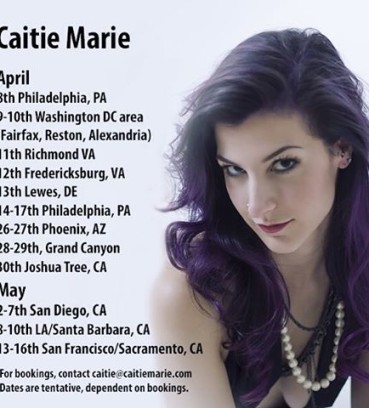 Caitie Marie
April
8th Philadelphia, PA
9-10th Washington DC area
(Fairfax, Reston, Alexandria)
11th Richmond VA
12th Fredericksburg, VA
13th Lewes, DE
14-17th Philadelphia, PA
26-27th Phoenix, AZ
28-29th, Grand Canyon
30th Joshua Tree, CA
May
2-7th San Diego, CA
8-10th LA/Santa Barbara, CA
13-16th San Francisco/Sacramento, CA
For bookings, contact caitie@caitiemarie.com
Dates are tentative, dependent on bookings.